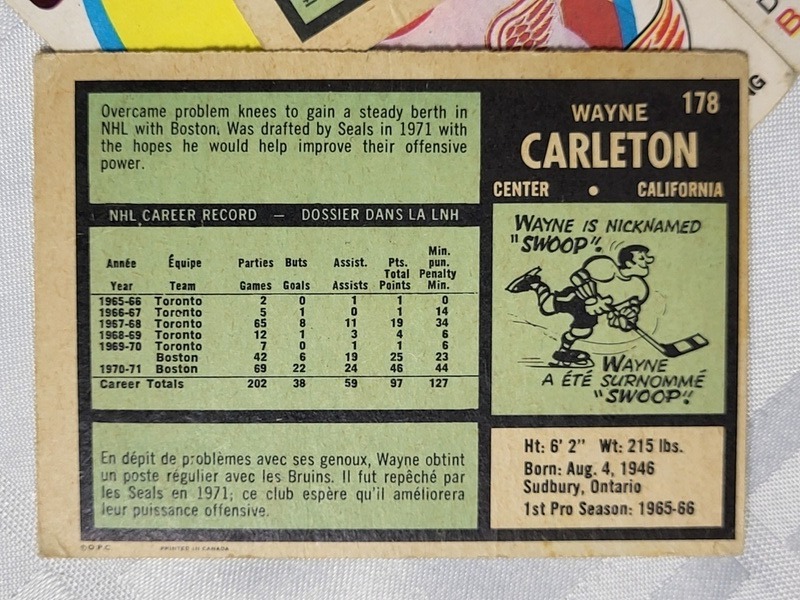 D
B
NG
178
WAYNE
CARLETON
CENTER • CALIFORNIA
Overcame problem knees to gain a steady berth in
NHL with Boston. Was drafted by Seals in 1971 with
the hopes he would help improve their offensive
power.
NHL CAREER RECORD — DOSSIER DANS LA LNH
Année Équipe Parties Buts Assist. Pts. Total Min. pun.
Year Team Games Goals Assists Points Penalty Min.
1965-66 Toronto 2 0 1 1 0
1966-67 Toronto 5 1 0 1 14
1967-68 Toronto 65 8 11 19 34
1968-69 Toronto 12 1 3 4 6
1969-70 Toronto 7 0 1 1 6
Boston 42 6 19 25 23
1970-71 Boston 69 22 24 46 44
Career Totals 202 38 59 97 127
WAYNE IS NICKNAMED
"SWOOP".
WAYNE
A ÉTÉ SURNOMMÉ
"SWOOP".
En dépit de problèmes avec ses genoux, Wayne obtint
un poste régulier avec les Bruins. Il fut repêché par
les Seals en 1971; ce club espère qu'il améliorera
leur puissance offensive.
Ht: 6' 2" Wt: 215 lbs.
Born: Aug. 4, 1946
Sudbury, Ontario
1st Pro Season: 1965-66
© O.P.C. PRINTED IN CANADA